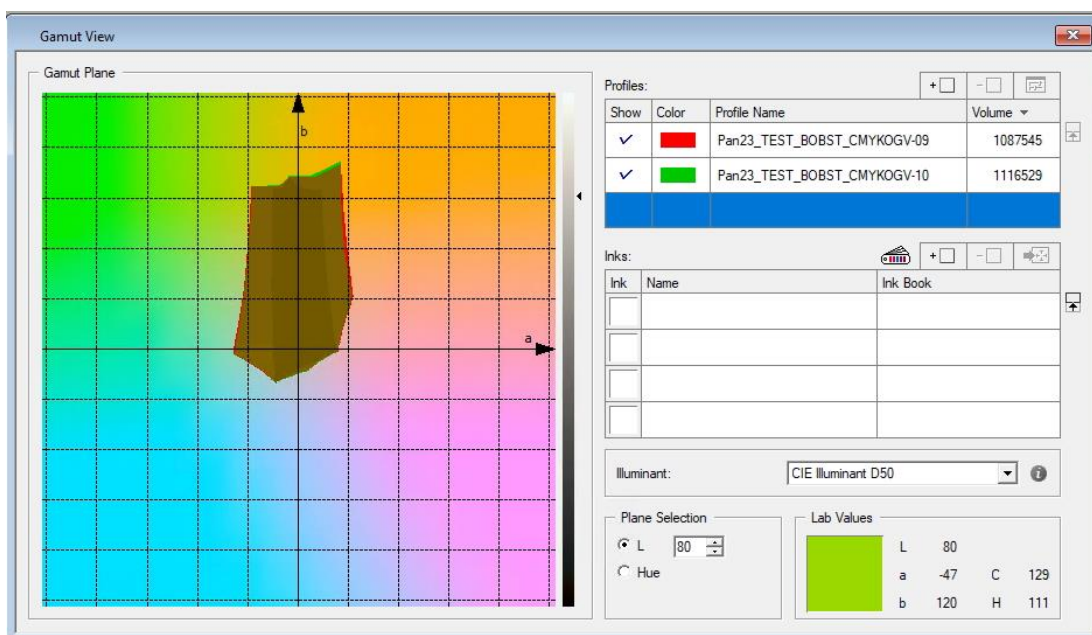 Gamut View
Gamut Plane
b
a
Profiles:
+
-
Show Color Profile Name Volume
Pan23_TEST_BOBST_CMYKOGV-09 1087545
Pan23_TEST_BOBST_CMYKOGV-10 1116529
Inks:
+
-
Ink Name Ink Book
Illuminant: CIE Illuminant D50 i
Plane Selection
L 80
Hue
Lab Values
L 80
a -47 C 129
b 120 H 111